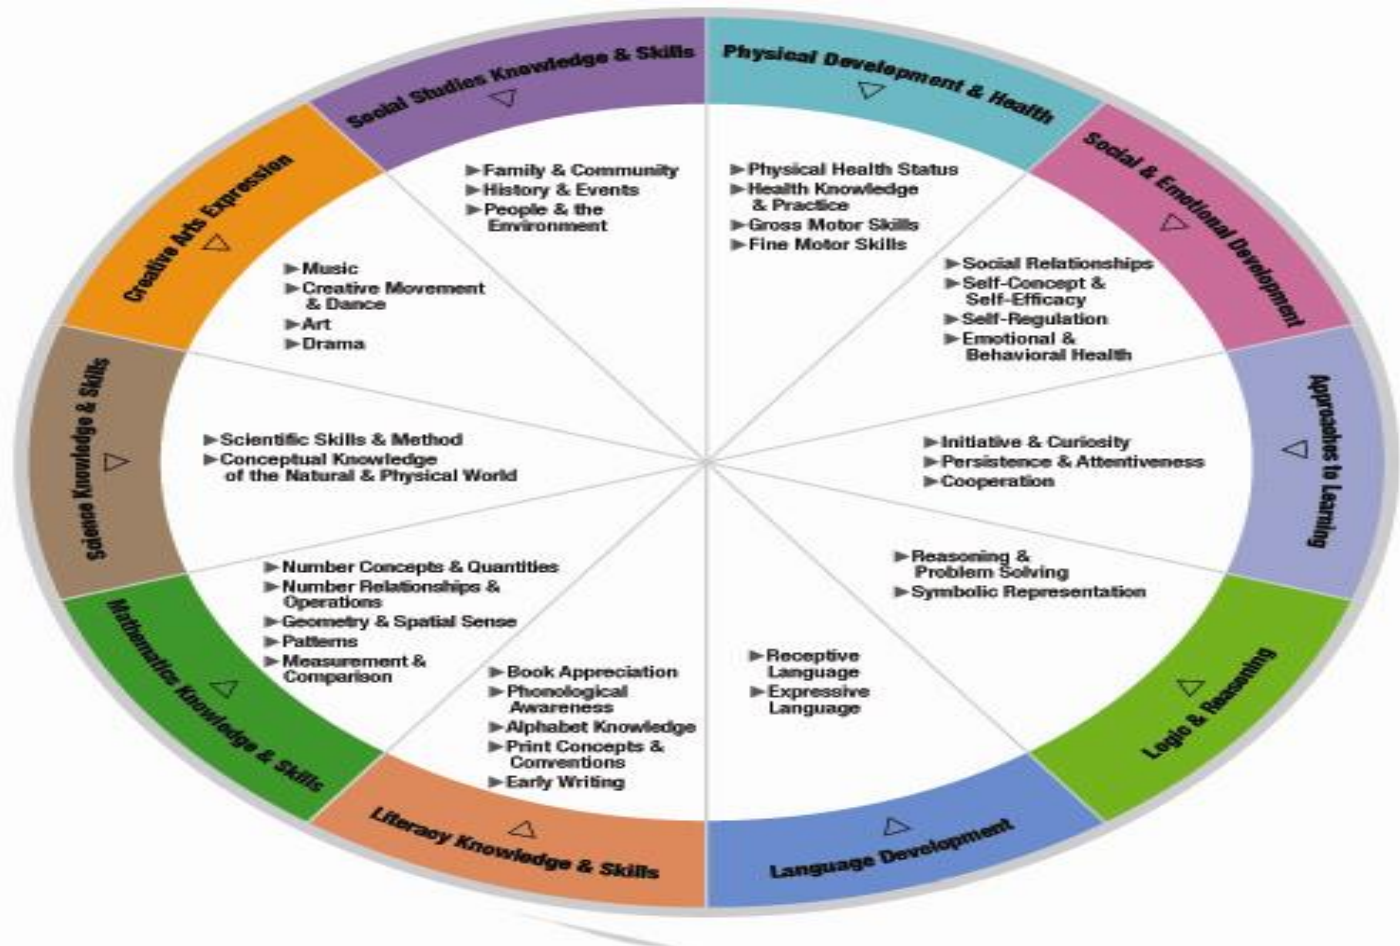 Physical Development & Health
Physical Health Status
Health Knowledge
& Practice
Gross Motor Skills
Fine Motor Skills
Social & Emotional Development
Social Relationships
Self-Concept &
Self-Efficacy
Self-Regulation
Emotional &
Behavioral Health
Approaches to Learning
Initiative & Curiosity
Persistence & Attentiveness
Cooperation
Logic & Reasoning
Reasoning &
Problem Solving
Symbolic Representation
Language Development
Receptive
Language
Expressive
Language
Literacy Knowledge & Skills
Book Appreciation
Phonological
Awareness
Alphabet Knowledge
Print Concepts &
Conventions
Early Writing
Mathematics Knowledge & Skills
Number Concepts & Quantities
Number Relationships &
Operations
Geometry & Spatial Sense
Patterns
Measurement &
Comparison
Science Knowledge & Skills
Scientific Skills & Method
Conceptual Knowledge
of the Natural & Physical World
Creative Arts Expression
Music
Creative Movement
& Dance
Art
Drama
Social Studies Knowledge & Skills
Family & Community
History & Events
People & the
Environment